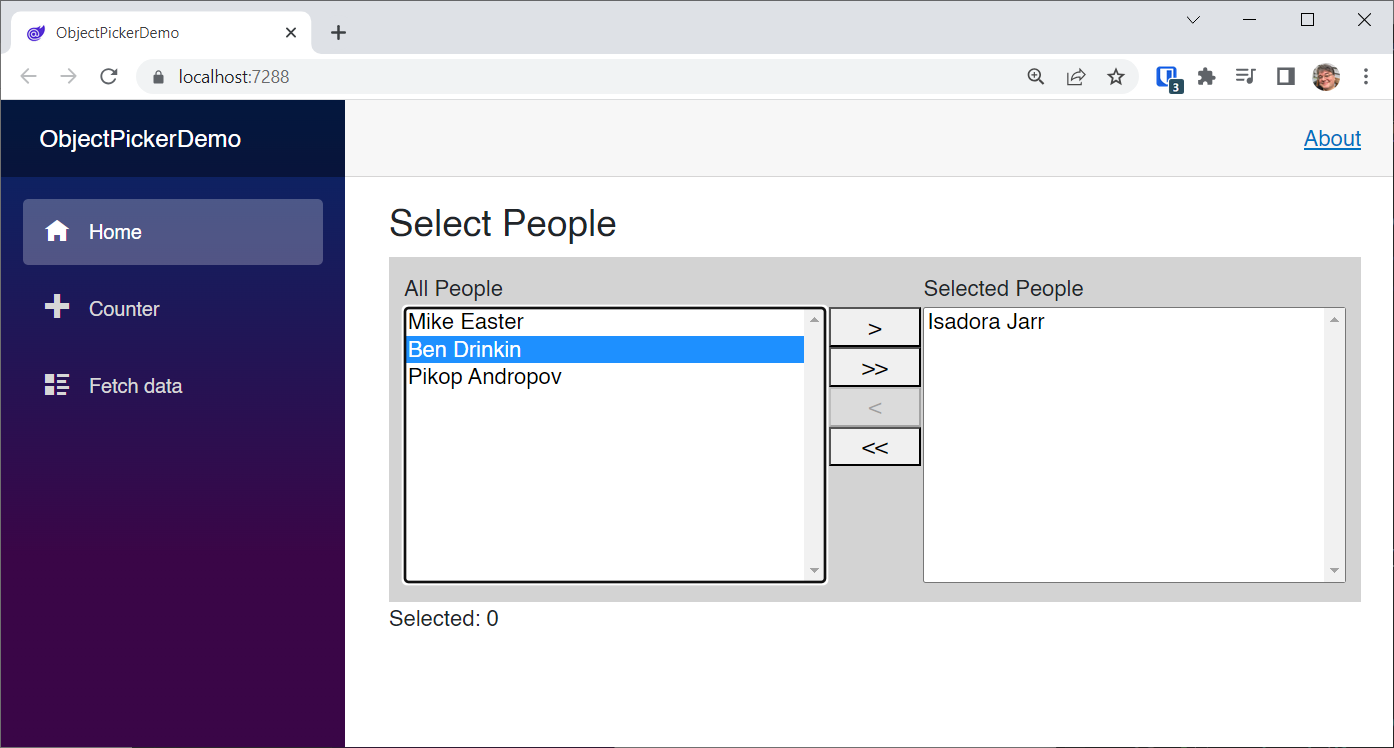 ObjectPickerDemo
localhost:7288
3
ObjectPickerDemo
About
Home
Counter
Fetch data
Select People
All People
Selected People
Mike Easter
Ben Drinkin
Pikop Andropov
>
>>
<
<<
Isadora Jarr
Selected: 0